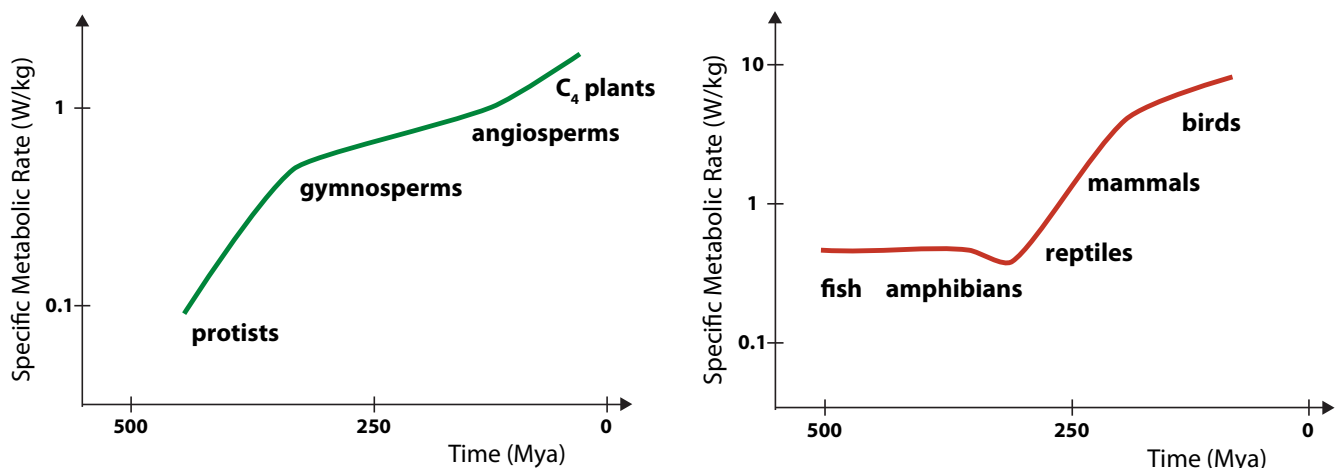 Specific Metabolic Rate (W/kg)
1
0.1
C₄ plants
angiosperms
gymnosperms
protists
500
250
0
Time (Mya)
Specific Metabolic Rate (W/kg)
10
1
0.1
birds
mammals
reptiles
fish amphibians
500
250
0
Time (Mya)